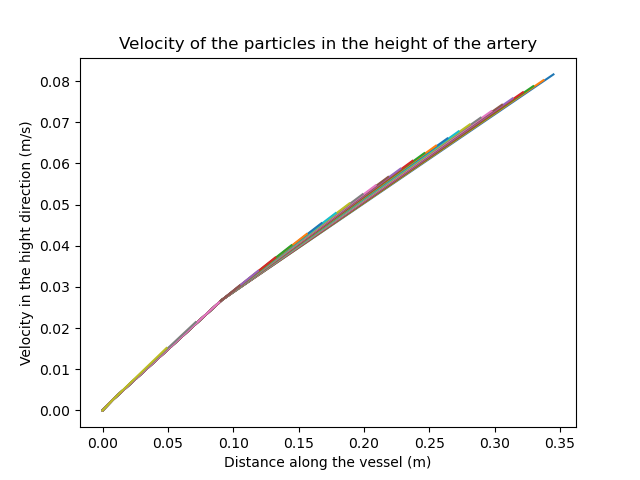 Velocity of the particles in the height of the artery
0.08
0.07
0.06
0.05
0.04
0.03
0.02
0.01
0.00
Velocity in the hight direction (m/s)
0.00 0.05 0.10 0.15 0.20 0.25 0.30 0.35
Distance along the vessel (m)